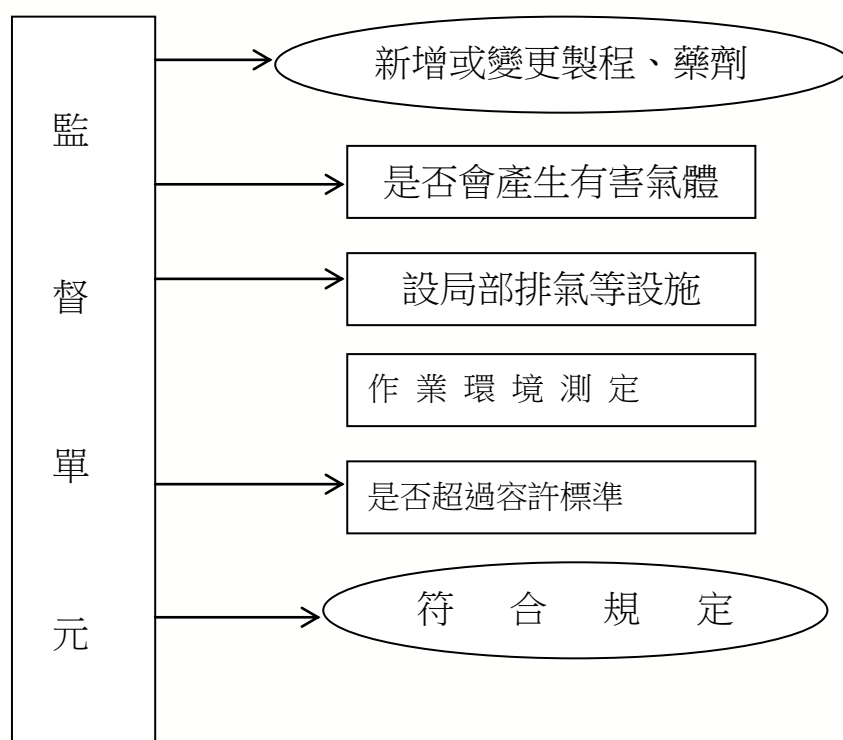 監督單元
新增或變更製程、藥劑
是否會產生有害氣體
設局部排氣等設施
作業環境測定
是否超過容許標準
符合規定